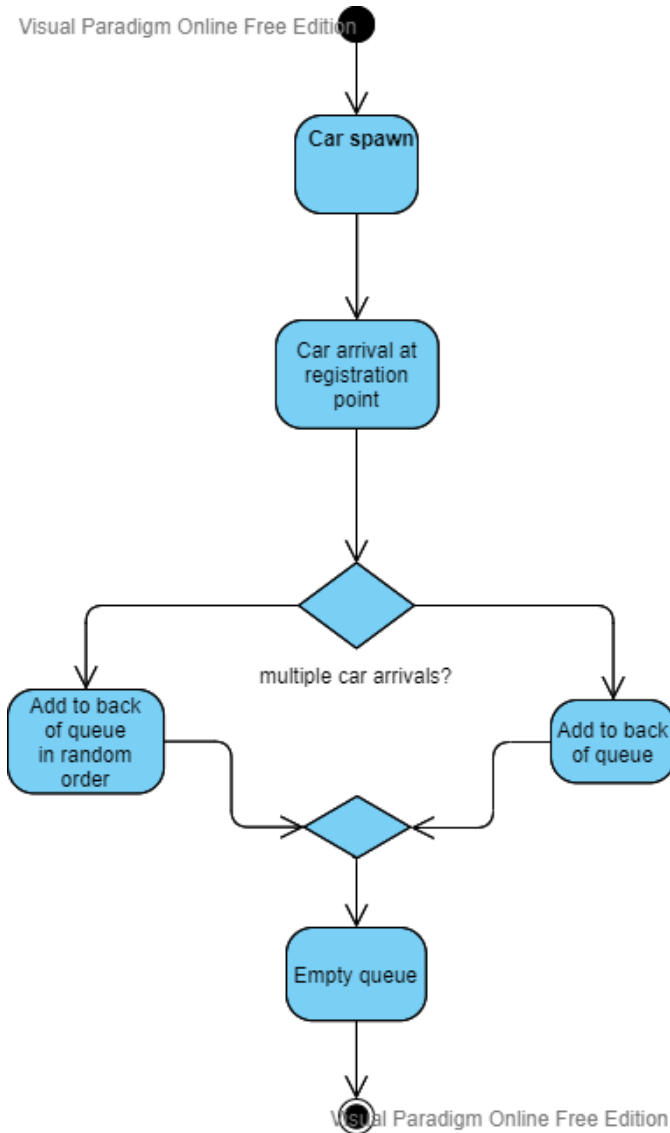 Visual Paradigm Online Free Edition
Car spawn
Car arrival at
registration
point
multiple car arrivals?
Add to back
of queue
in random
order
Add to back
of queue
Empty queue
Visual Paradigm Online Free Edition